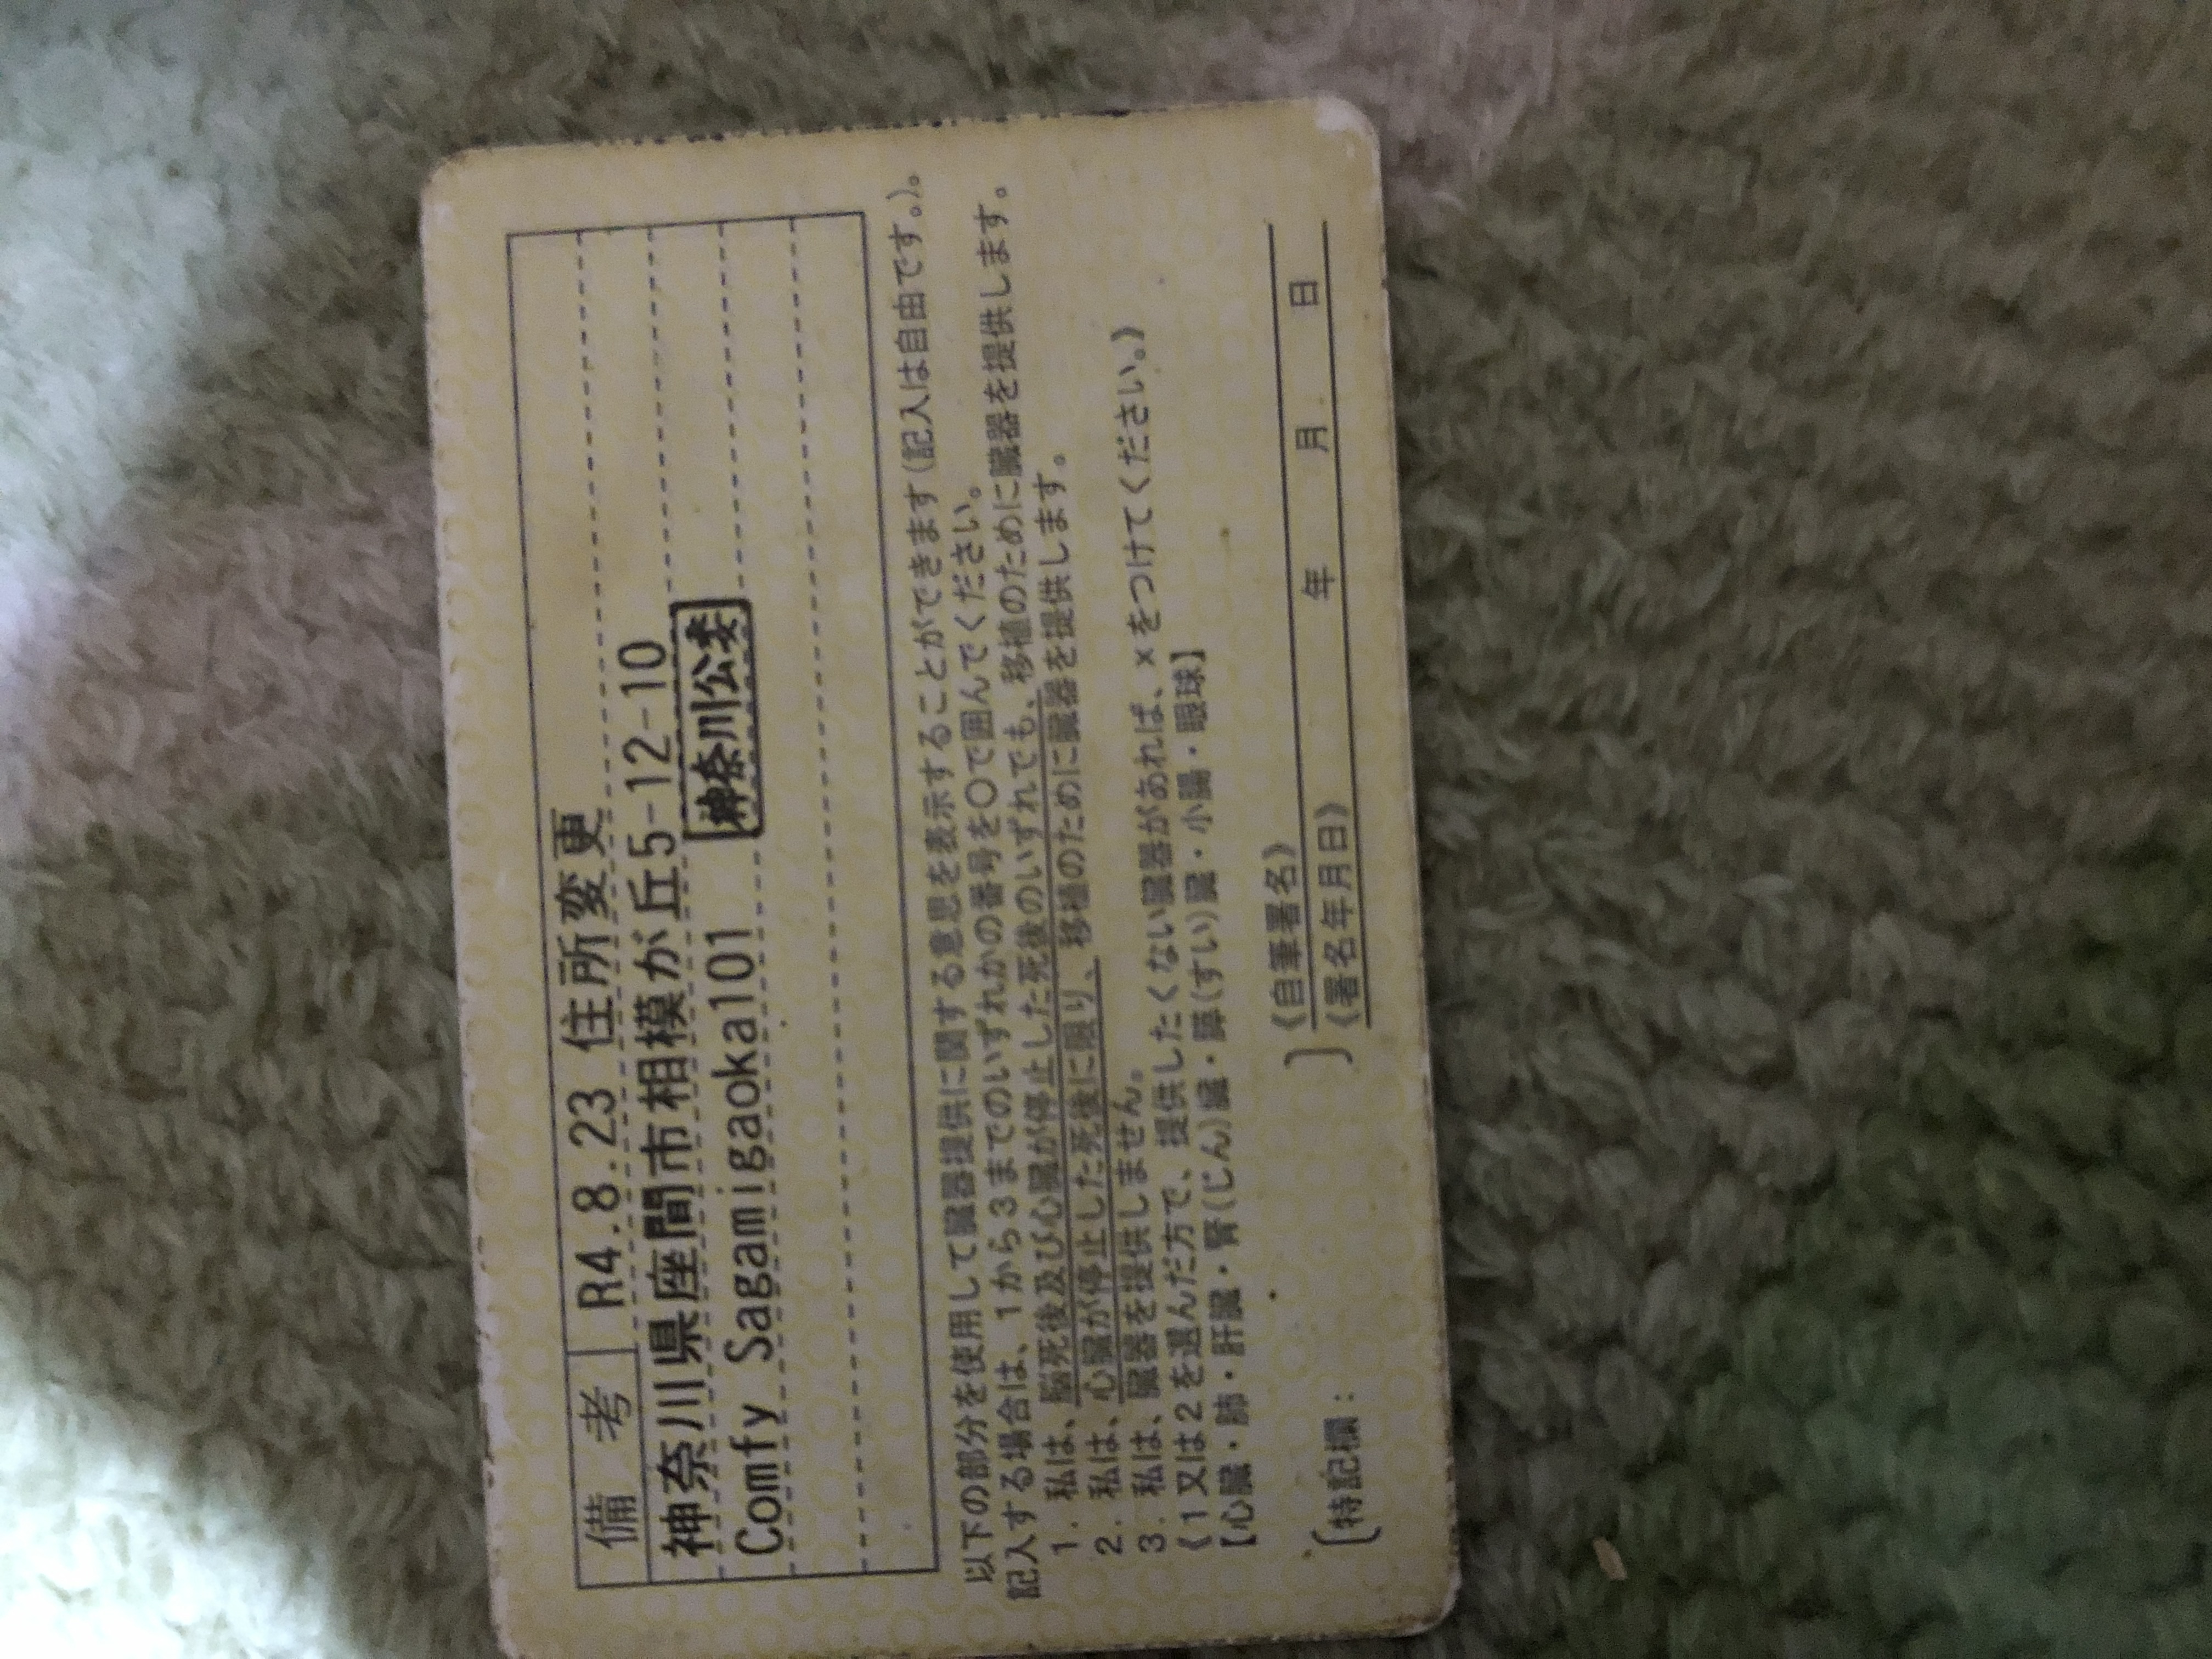 備考 R4.8.23 住所変更
神奈川県座間市相模が丘5-12-10
Comfy Sagamigaoka101 神奈川公委
以下の部分を使用して臓器提供に関する意思を表示することができます(記入は自由です。)。
記入する場合は、1から3までのいずれかの番号を〇で囲んでください。
1. 私は、脳死後及び心臓が停止した死後のいずれでも、移植のために臓器を提供します。
2. 私は、心臓が停止した死後に限り、移植のために臓器を提供します。
3. 私は、臓器を提供しません。
《1又は2を選んだ方で、提供したくない臓器があれば、×をつけてください。》
【心臓・肺・肝臓・腎(じん)臓・膵(すい)臓・小腸・眼球】
〔特記欄: 〕
《自筆署名》
《署名年月日》 年 月 日